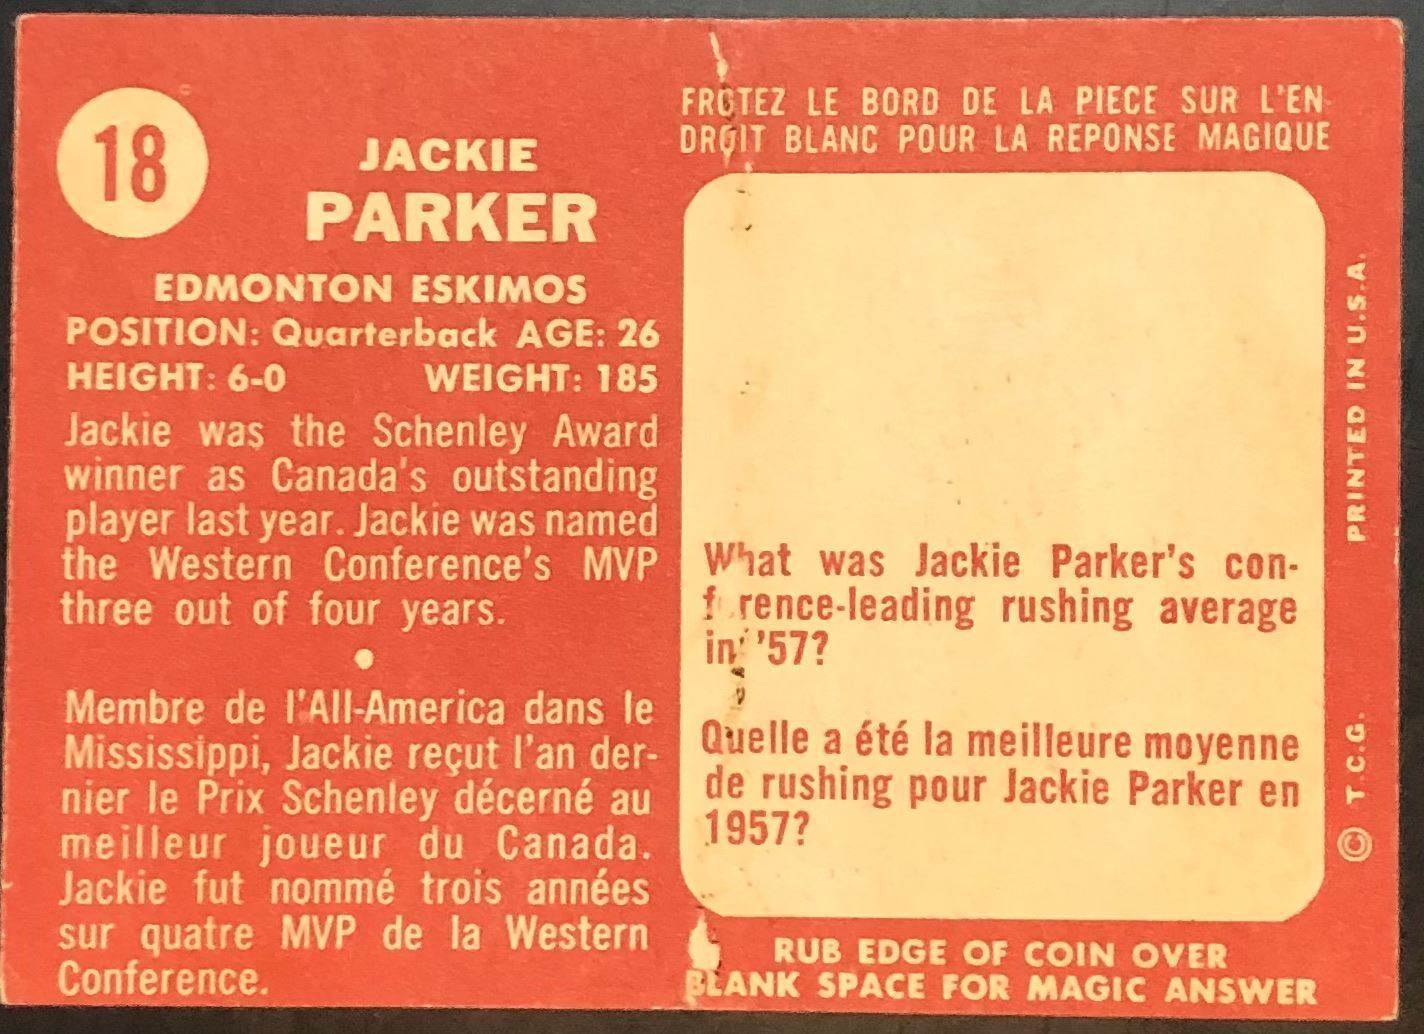 18
JACKIE
PARKER
EDMONTON ESKIMOS
POSITION: Quarterback AGE: 26
HEIGHT: 6-0 WEIGHT: 185
Jackie was the Schenley Award
winner as Canada's outstanding
player last year. Jackie was named
the Western Conference's MVP
three out of four years.
Membre de l'All-America dans le
Mississippi, Jackie reçut l'an der-
nier le Prix Schenley décerné au
meilleur joueur du Canada.
Jackie fut nommé trois années
sur quatre MVP de la Western
Conference.
FROTEZ LE BORD DE LA PIECE SUR L'EN-
DROIT BLANC POUR LA REPONSE MAGIQUE
What was Jackie Parker's con-
ference-leading rushing average
in '57?
Quelle a été la meilleure moyenne
de rushing pour Jackie Parker en
1957?
RUB EDGE OF COIN OVER
BLANK SPACE FOR MAGIC ANSWER
© T.C.G. PRINTED IN U.S.A.